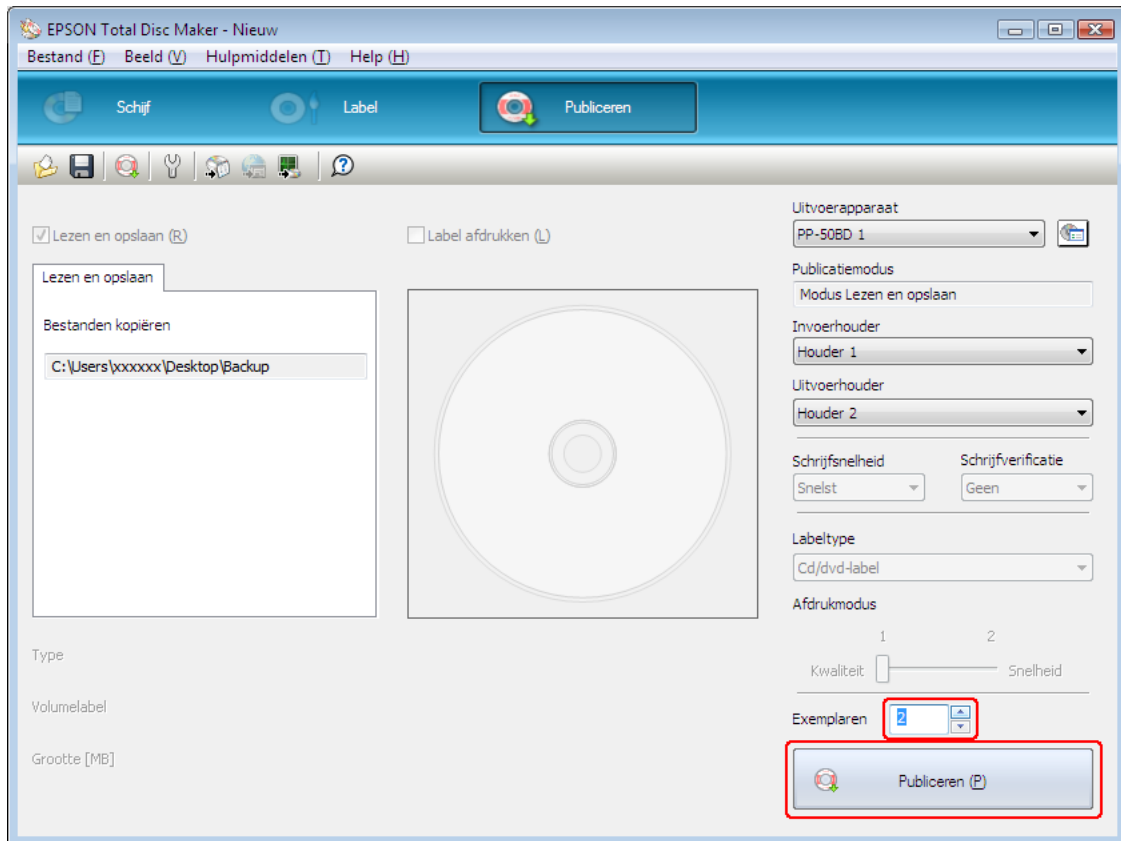 EPSON Total Disc Maker - Nieuw
Bestand (F) Beeld (V) Hulpmiddelen (T) Help (H)
Schijf Label Publiceren
Lezen en opslaan (R)
Label afdrukken (L)
Lezen en opslaan
Bestanden kopiëren
C:\Users\xxxxxx\Desktop\Backup
Type
Volumelabel
Grootte [MB]
Uitvoerapparaat
PP-50BD 1
Publicatiemodus
Modus Lezen en opslaan
Invoerhouder
Houder 1
Uitvoerhouder
Houder 2
Schrijfsnelheid Schrijfverificatie
Snelst Geen
Labeltype
Cd/dvd-label
Afdrukmodus
1 2
Kwaliteit Snelheid
Exemplaren 2
Publiceren (P)